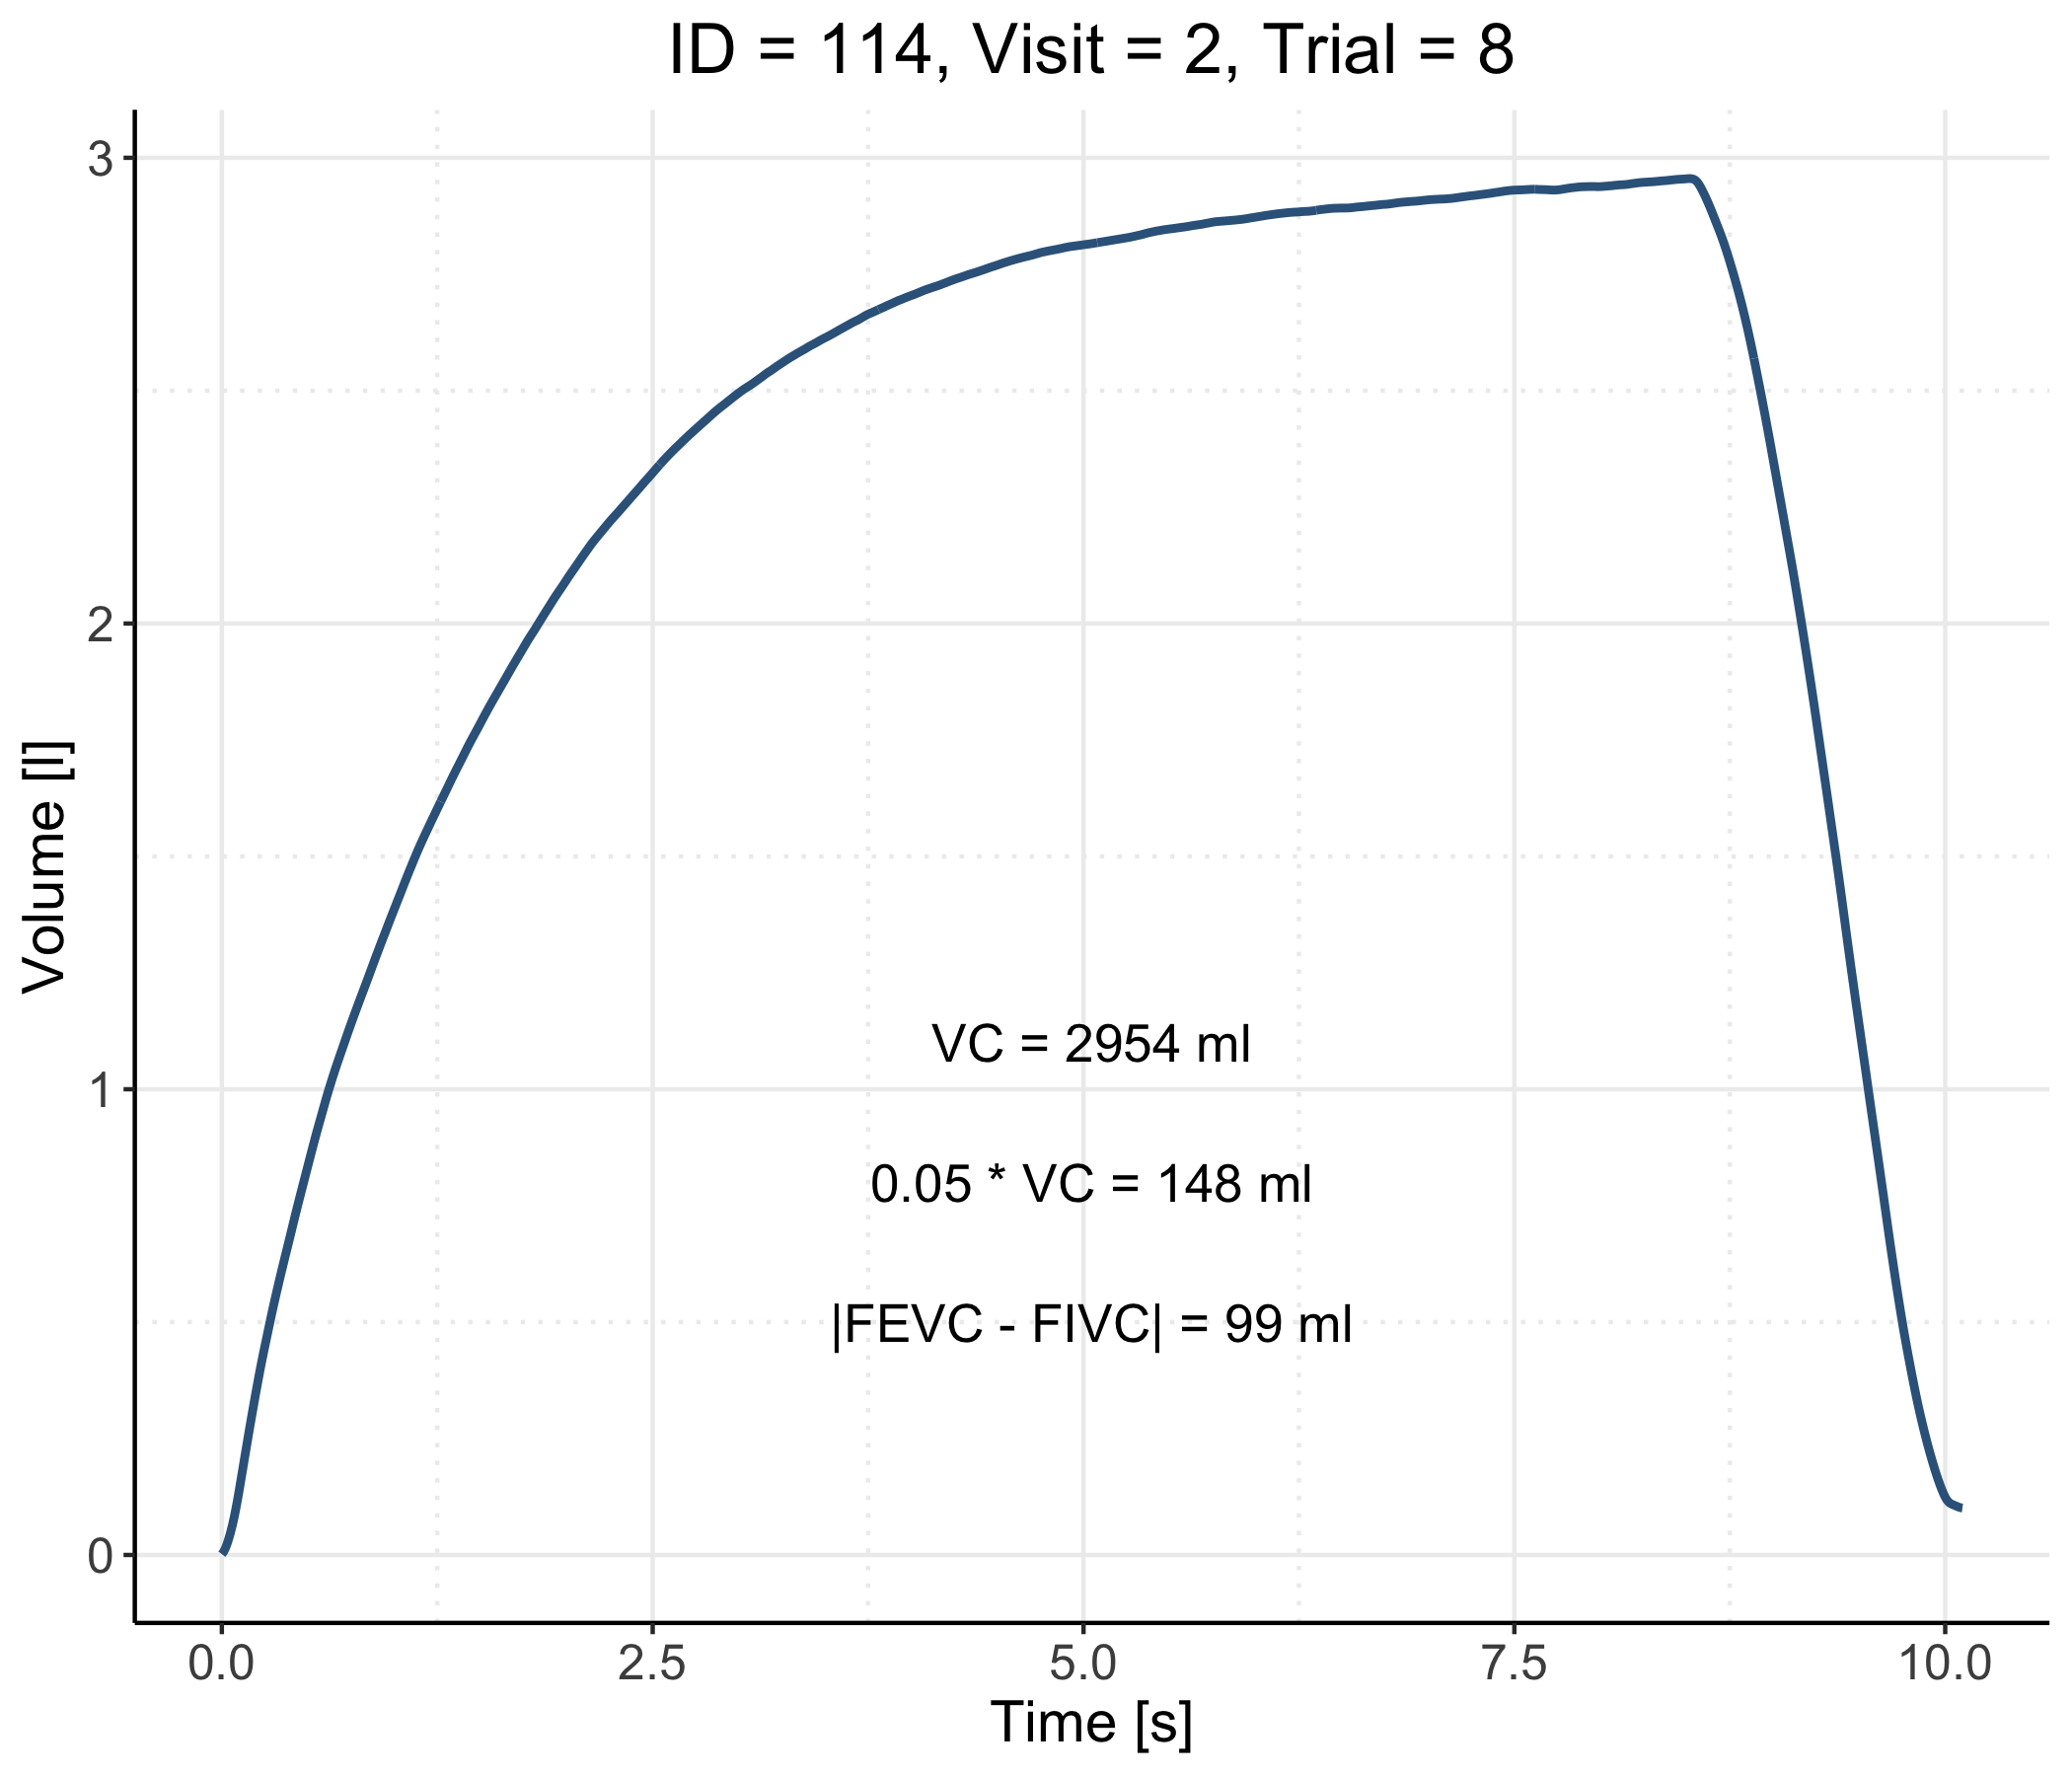 ID = 114, Visit = 2, Trial = 8
3
2
1
0
Volume [l]
VC = 2954 ml
0.05 * VC = 148 ml
|FEVC - FIVC| = 99 ml
0.0 2.5 5.0 7.5 10.0
Time [s]